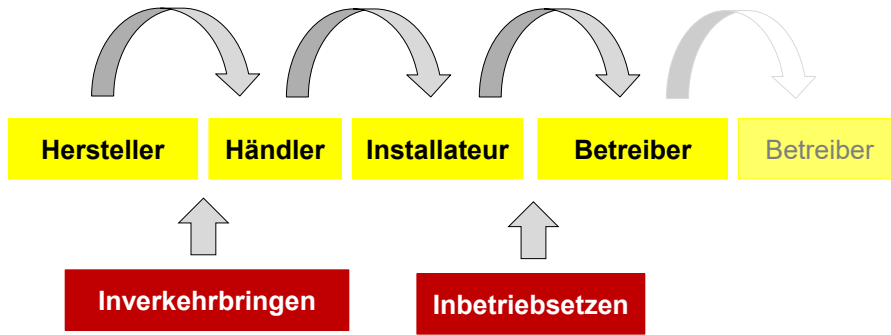 Hersteller
Händler
Installateur
Betreiber
Betreiber
Inverkehrbringen
Inbetriebsetzen